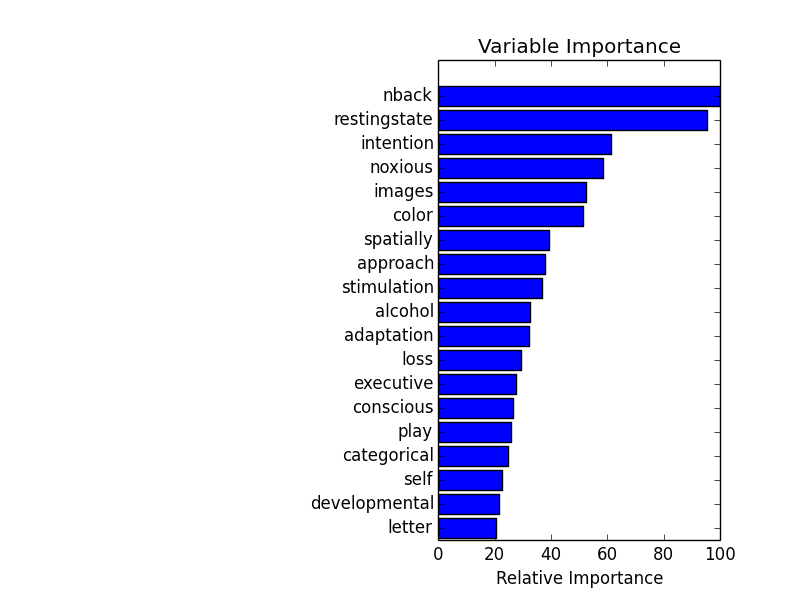 Variable Importance
nback
restingstate
intention
noxious
images
color
spatially
approach
stimulation
alcohol
adaptation
loss
executive
conscious
play
categorical
self
developmental
letter
0 20 40 60 80 100
Relative Importance